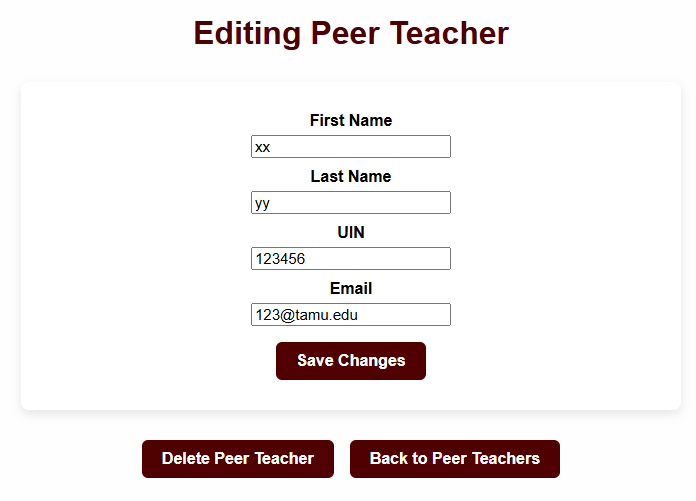 Editing Peer Teacher
First Name
xx
Last Name
yy
UIN
123456
Email
123@tamu.edu
Save Changes
Delete Peer Teacher
Back to Peer Teachers